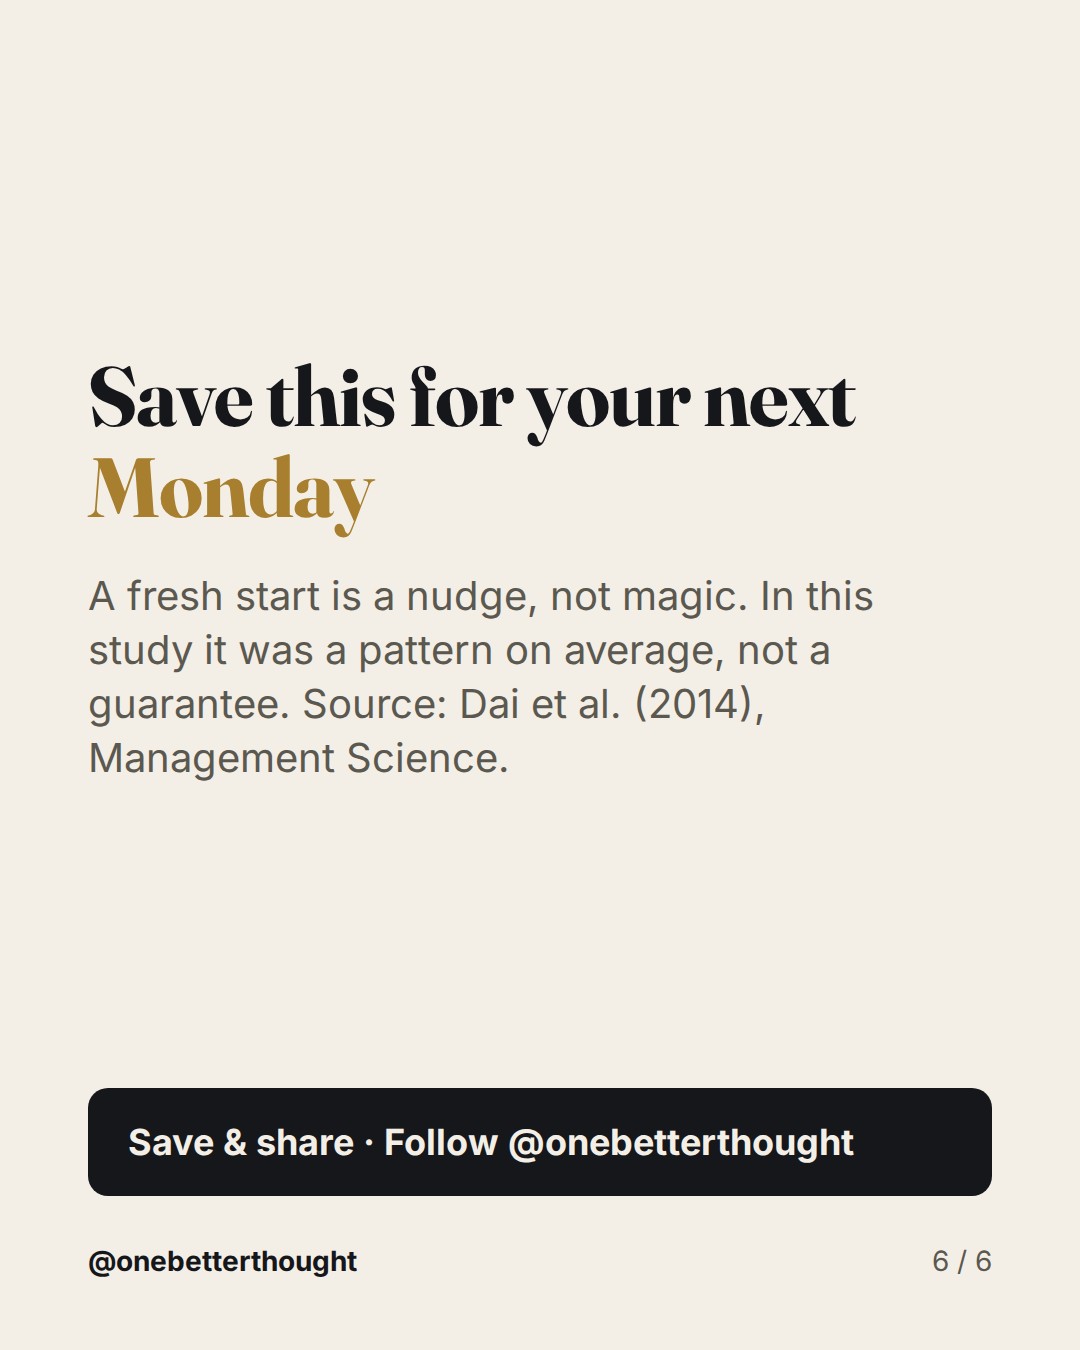 Save this for your next
Monday
A fresh start is a nudge, not magic. In this
study it was a pattern on average, not a
guarantee. Source: Dai et al. (2014),
Management Science.
Save & share · Follow @onebetterthought
@onebetterthought
6 / 6